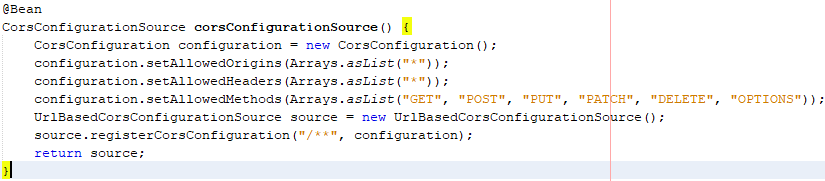 @Bean
CorsConfigurationSource corsConfigurationSource() {
    CorsConfiguration configuration = new CorsConfiguration();
    configuration.setAllowedOrigins(Arrays.asList("*"));
    configuration.setAllowedHeaders(Arrays.asList("*"));
    configuration.setAllowedMethods(Arrays.asList("GET", "POST", "PUT", "PATCH", "DELETE", "OPTIONS"));
    UrlBasedCorsConfigurationSource source = new UrlBasedCorsConfigurationSource();
    source.registerCorsConfiguration("/**", configuration);
    return source;
}